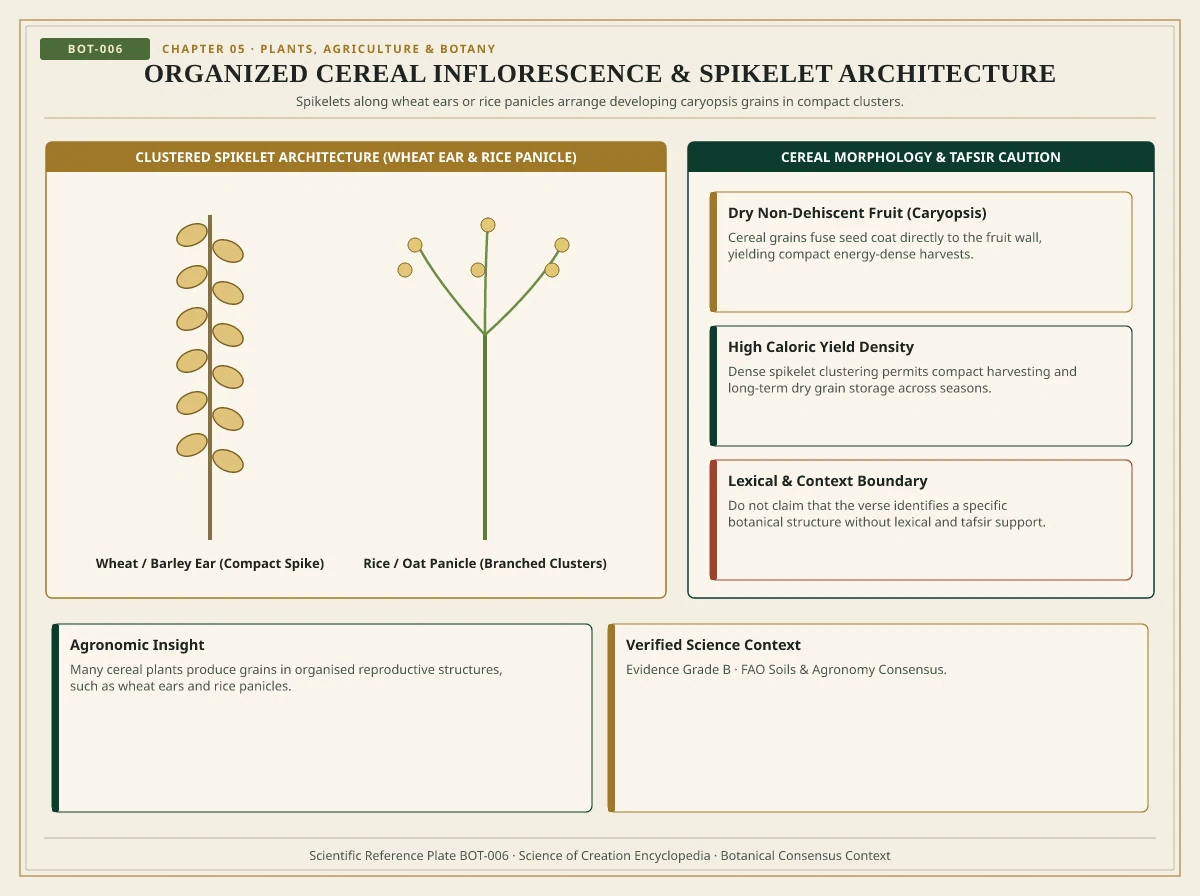 BOT-006
CHAPTER 05 · PLANTS, AGRICULTURE & BOTANY
ORGANIZED CEREAL INFLORESCENCE & SPIKELET ARCHITECTURE
Spikelets along wheat ears or rice panicles arrange developing caryopsis grains in compact clusters.
CLUSTERED SPIKELET ARCHITECTURE (WHEAT EAR & RICE PANICLE)
Wheat / Barley Ear (Compact Spike)
Rice / Oat Panicle (Branched Clusters)
CEREAL MORPHOLOGY & TAFSIR CAUTION
Dry Non-Dehiscent Fruit (Caryopsis)
Cereal grains fuse seed coat directly to the fruit wall,
yielding compact energy-dense harvests.
High Caloric Yield Density
Dense spikelet clustering permits compact harvesting and
long-term dry grain storage across seasons.
Lexical & Context Boundary
Do not claim that the verse identifies a specific
botanical structure without lexical and tafsir support.
Agronomic Insight
Many cereal plants produce grains in organised reproductive structures,
such as wheat ears and rice panicles.
Verified Science Context
Evidence Grade B · FAO Soils & Agronomy Consensus.
Scientific Reference Plate BOT-006 · Science of Creation Encyclopedia · Botanical Consensus Context